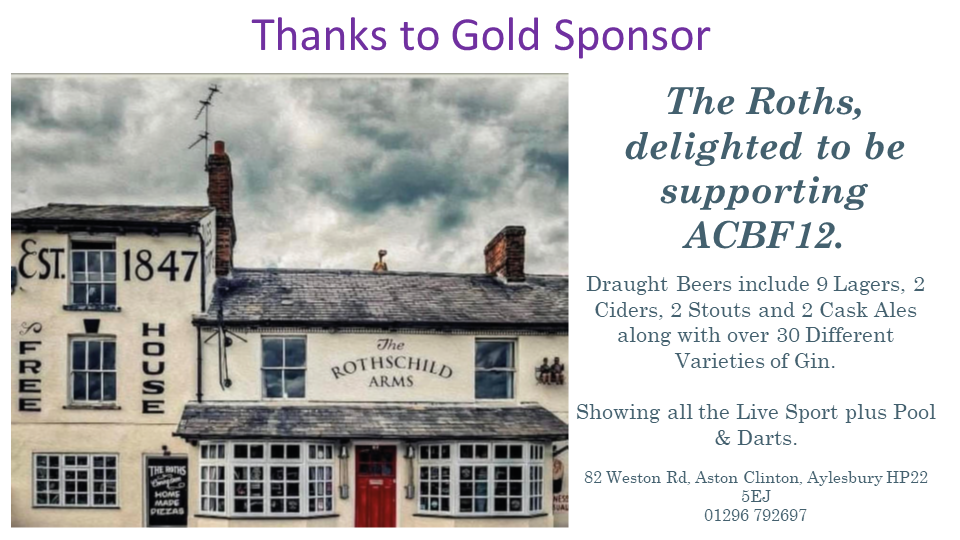 Thanks to Gold Sponsor
EST. 1847
FREE
HOUSE
The
ROTHSCHILD
ARMS
THE ROTHS
HOME
MADE
PIZZAS
The Roths,
delighted to be
supporting
ACBF12.
Draught Beers include 9 Lagers, 2
Ciders, 2 Stouts and 2 Cask Ales
along with over 30 Different
Varieties of Gin.
Showing all the Live Sport plus Pool
& Darts.
82 Weston Rd, Aston Clinton, Aylesbury HP22
5EJ
01296 792697